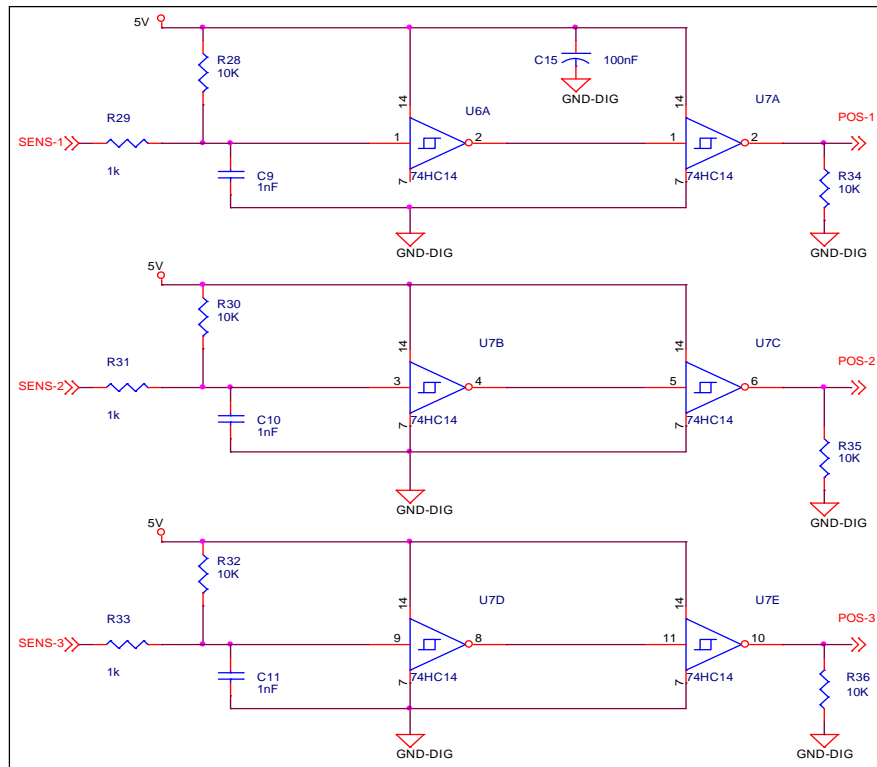 5V
R28
10K
C15 100nF
GND-DIG
R29
SENS-1
1k
C9
1nF
14
U6A
1
2
74HC14
7
GND-DIG
14
U7A
1
2
74HC14
7
POS-1
R34
10K
GND-DIG
5V
R30
10K
R31
SENS-2
1k
C10
1nF
14
U7B
3
4
74HC14
7
GND-DIG
14
U7C
5
6
74HC14
7
POS-2
R35
10K
GND-DIG
5V
R32
10K
R33
SENS-3
1k
C11
1nF
14
U7D
9
8
74HC14
7
GND-DIG
14
U7E
11
10
74HC14
7
POS-3
R36
10K
GND-DIG